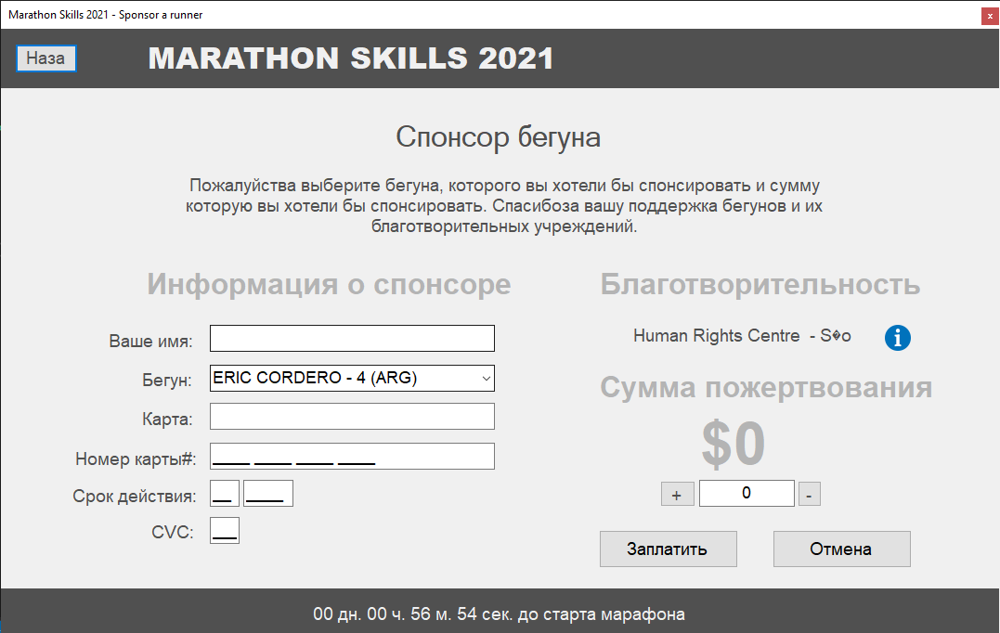 Marathon Skills 2021 - Sponsor a runner
x
Наза
MARATHON SKILLS 2021
Спонсор бегуна
Пожалуйства выберите бегуна, которого вы хотели бы спонсировать и сумму
которую вы хотели бы спонсировать. Спасибоза вашу поддержка бегунов и их
благотворительных учреждений.
Информация о спонсоре
Ваше имя:
Бегун:
ERIC CORDERO - 4 (ARG)
Карта:
Номер карты#:
____ ____ ____ ____
Срок действия:
__ ____
CVC:
___
Благотворительность
Human Rights Centre - S�o
i
Сумма пожертвования
$0
+ 0 -
Заплатить
Отмена
00 дн. 00 ч. 56 м. 54 сек. до старта марафона